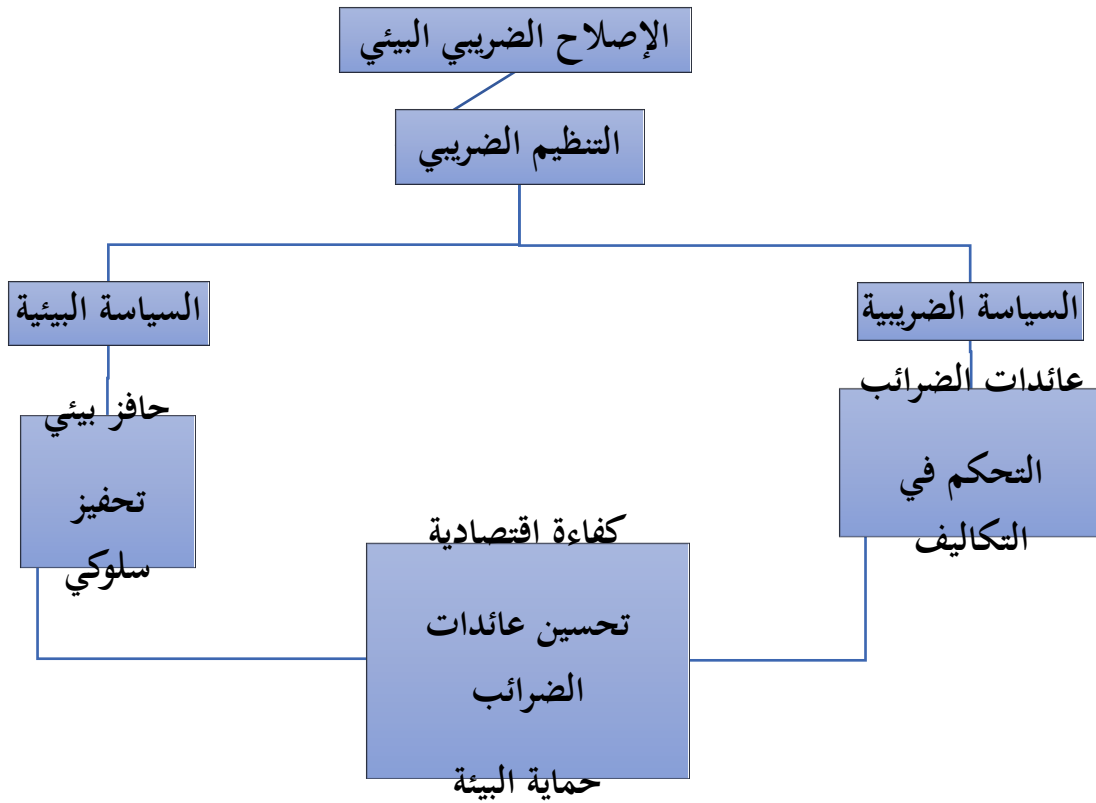 الإصلاح الضريبي البيئي
التنظيم الضريبي
السياسة الضريبية
السياسة البيئية
عائدات الضرائب
التحكم في
التكاليف
حافز بيئي
تحفيز
سلوكي
كفاءة اقتصادية
تحسين عائدات
الضرائب
حماية البيئة